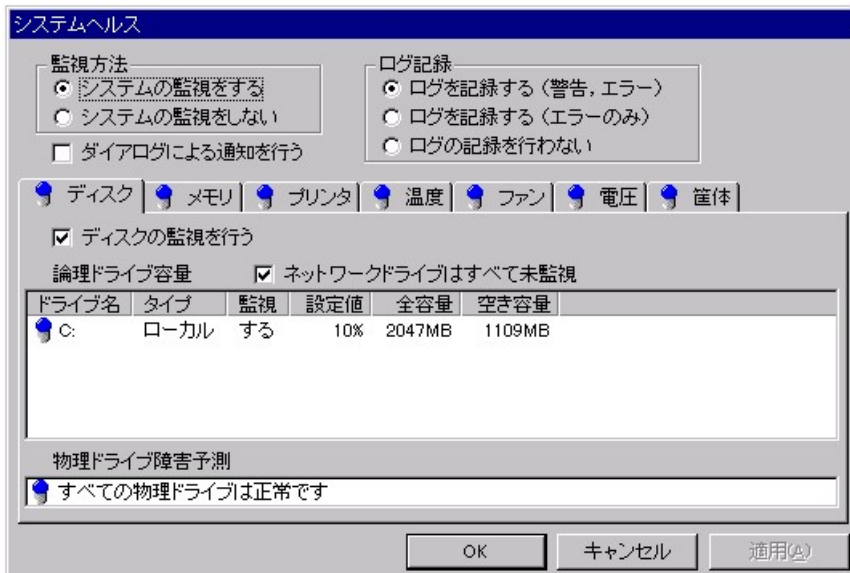 システムヘルス
監視方法
システムの監視をする
システムの監視をしない
ダイアログによる通知を行う
ログ記録
ログを記録する（警告，エラー）
ログを記録する（エラーのみ）
ログの記録を行わない
ディスク メモリ プリンタ 温度 ファン 電圧 筐体
ディスクの監視を行う
論理ドライブ容量 ネットワークドライブはすべて未監視
ドライブ名 タイプ 監視 設定値 全容量 空き容量
C: ローカル する 10% 2047MB 1109MB
物理ドライブ障害予測
すべての物理ドライブは正常です
OK キャンセル 適用(A)